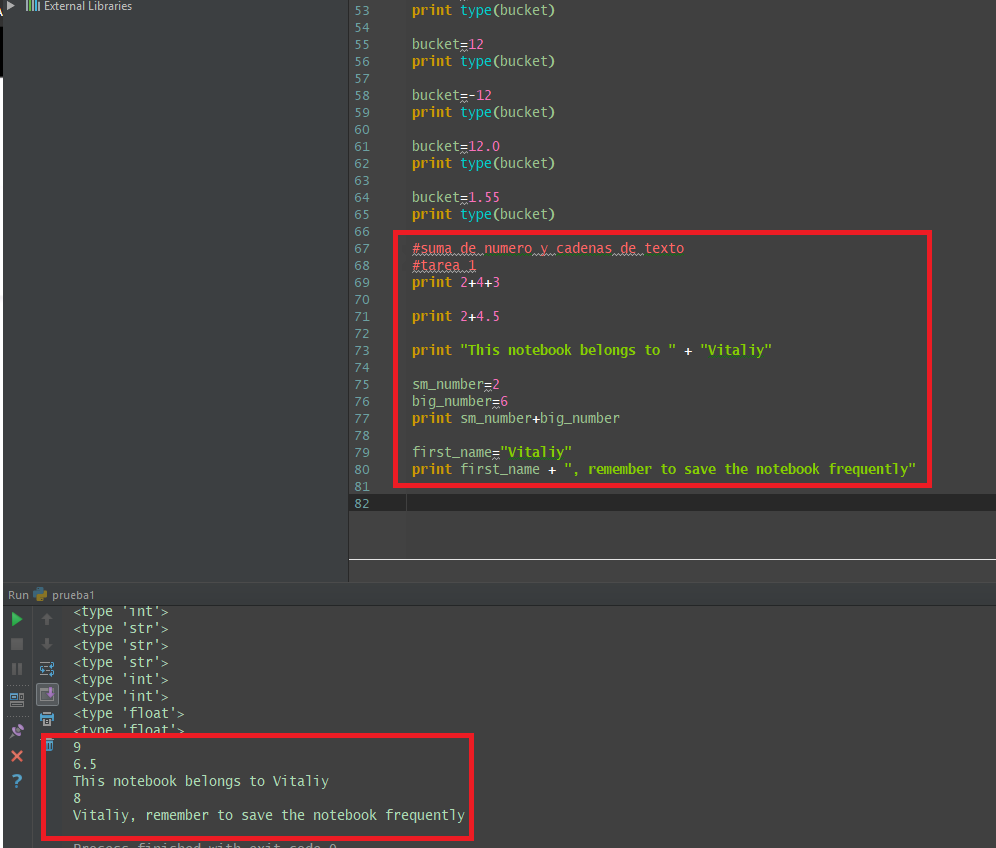 External Libraries
53 print type(bucket)
54
55 bucket=12
56 print type(bucket)
57
58 bucket=-12
59 print type(bucket)
60
61 bucket=12.0
62 print type(bucket)
63
64 bucket=1.55
65 print type(bucket)
66
67 #suma de numero y cadenas de texto
68 #tarea 1
69 print 2+4+3
70
71 print 2+4.5
72
73 print "This notebook belongs to " + "Vitaliy"
74
75 sm_number=2
76 big_number=6
77 print sm_number+big_number
78
79 first_name="Vitaliy"
80 print first_name + ", remember to save the notebook frequently"
81
82
Run prueba1
<type 'int'>
<type 'str'>
<type 'str'>
<type 'str'>
<type 'int'>
<type 'int'>
<type 'float'>
<type 'float'>
9
6.5
This notebook belongs to Vitaliy
8
Vitaliy, remember to save the notebook frequently
Process finished with exit code 0